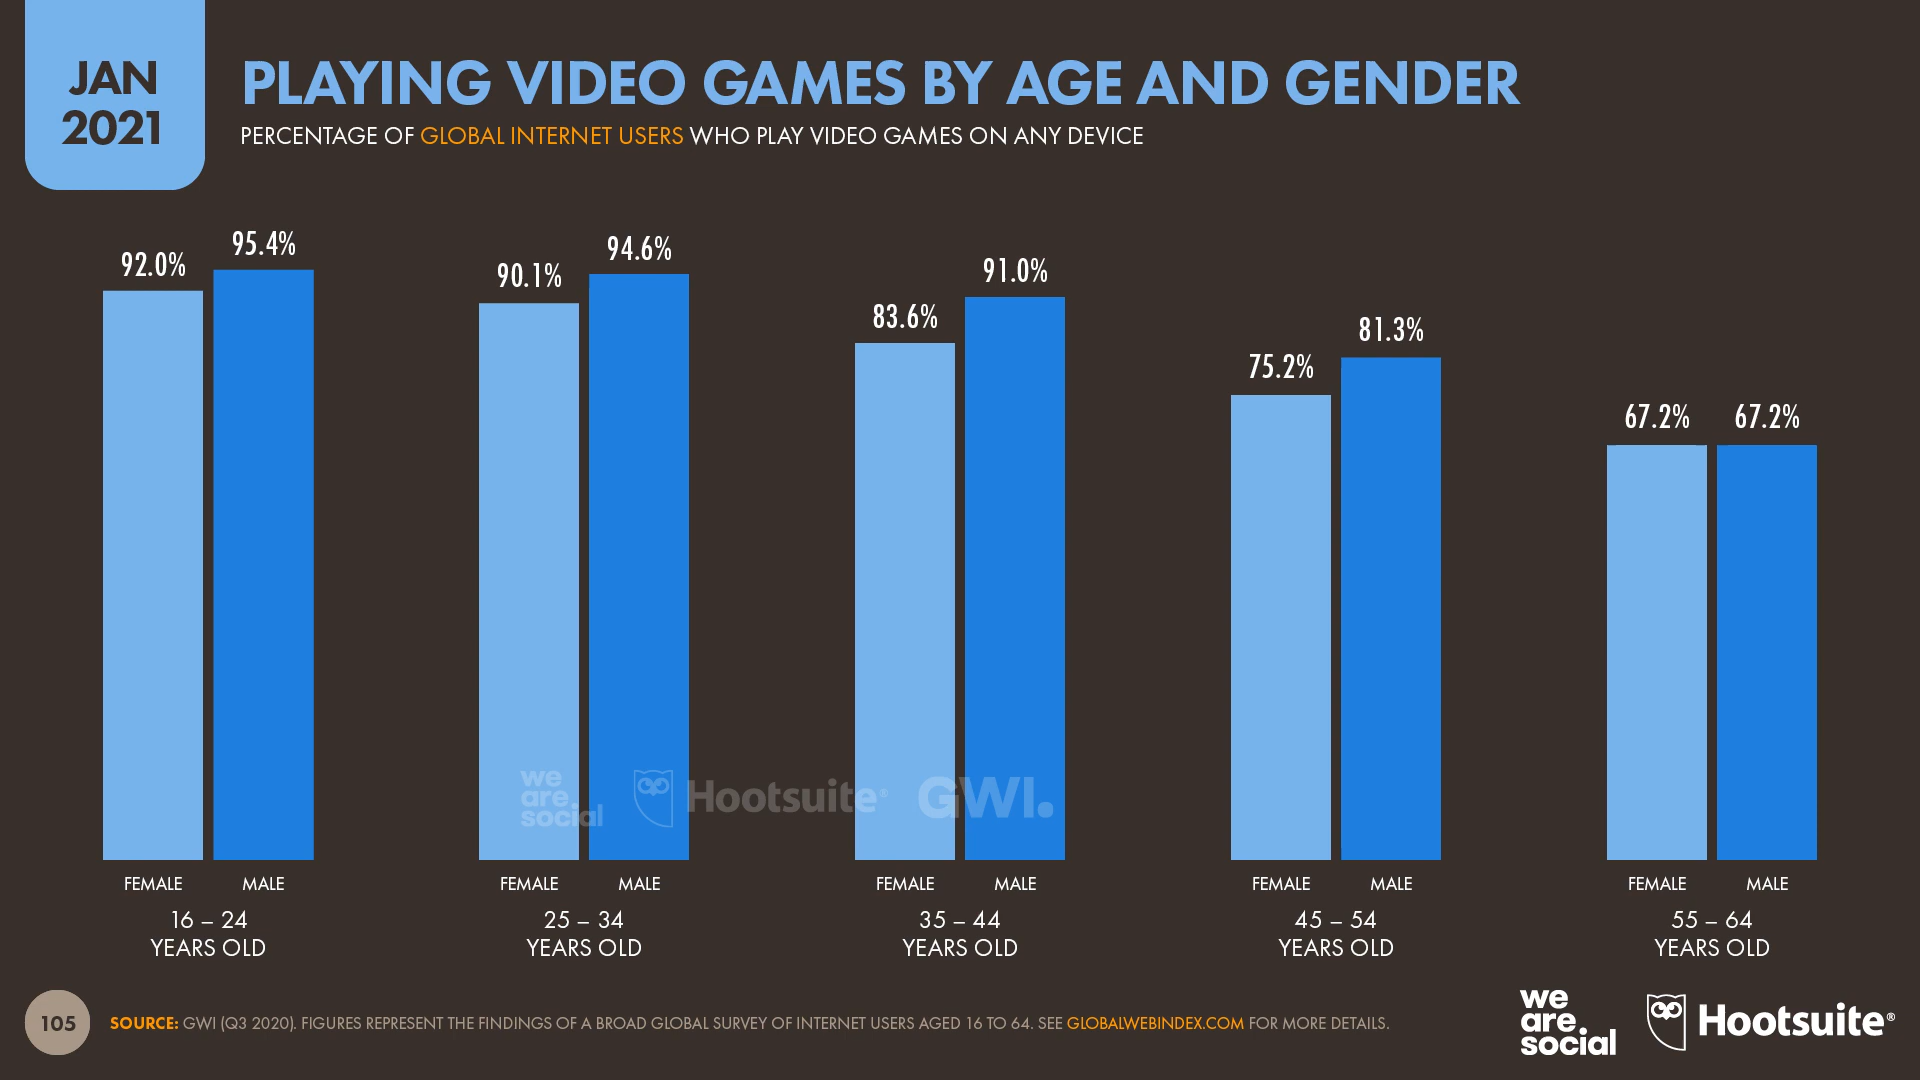 JAN
2021
PLAYING VIDEO GAMES BY AGE AND GENDER
PERCENTAGE OF GLOBAL INTERNET USERS WHO PLAY VIDEO GAMES ON ANY DEVICE
92.0%
95.4%
90.1%
94.6%
83.6%
91.0%
75.2%
81.3%
67.2%
67.2%
we
are.
social
Hootsuite®
GWI.
FEMALE
MALE
FEMALE
MALE
FEMALE
MALE
FEMALE
MALE
FEMALE
MALE
16 – 24
YEARS OLD
25 – 34
YEARS OLD
35 – 44
YEARS OLD
45 – 54
YEARS OLD
55 – 64
YEARS OLD
105
SOURCE: GWI (Q3 2020). FIGURES REPRESENT THE FINDINGS OF A BROAD GLOBAL SURVEY OF INTERNET USERS AGED 16 TO 64. SEE GLOBALWEBINDEX.COM FOR MORE DETAILS.
we
are.
social
Hootsuite®